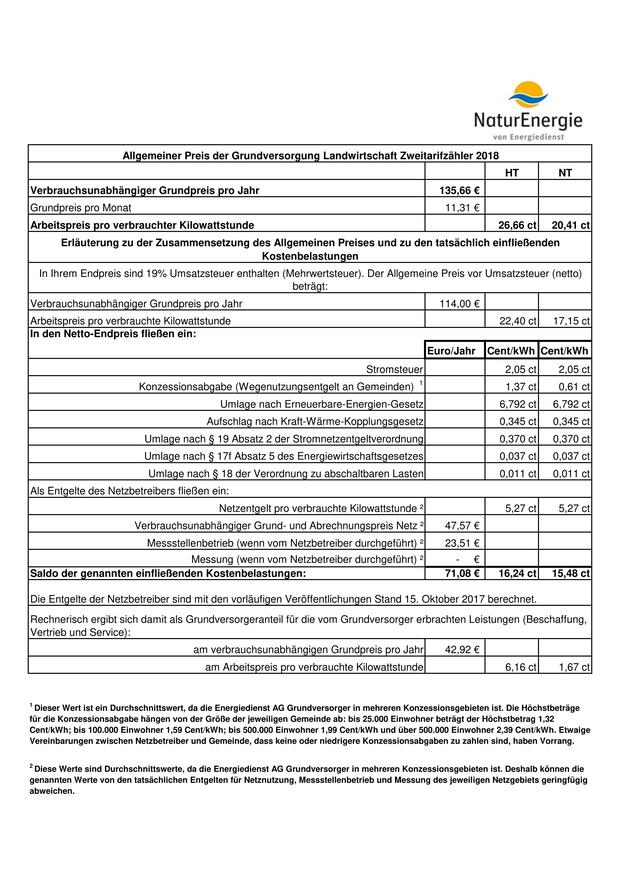 NaturEnergie
von Energiedienst
Allgemeiner Preis der Grundversorgung Landwirtschaft Zweitarifzähler 2018
HT NT
Verbrauchsunabhängiger Grundpreis pro Jahr 135,66 €
Grundpreis pro Monat 11,31 €
Arbeitspreis pro verbrauchter Kilowattstunde 26,66 ct 20,41 ct
Erläuterung zu der Zusammensetzung des Allgemeinen Preises und zu den tatsächlich einfließenden
Kostenbelastungen
In Ihrem Endpreis sind 19% Umsatzsteuer enthalten (Mehrwertsteuer). Der Allgemeine Preis vor Umsatzsteuer (netto)
beträgt:
Verbrauchsunabhängiger Grundpreis pro Jahr 114,00 €
Arbeitspreis pro verbrauchte Kilowattstunde 22,40 ct 17,15 ct
In den Netto-Endpreis fließen ein:
Euro/Jahr Cent/kWh Cent/kWh
Stromsteuer 2,05 ct 2,05 ct
Konzessionsabgabe (Wegenutzungsentgelt an Gemeinden) ¹ 1,37 ct 0,61 ct
Umlage nach Erneuerbare-Energien-Gesetz 6,792 ct 6,792 ct
Aufschlag nach Kraft-Wärme-Kopplungsgesetz 0,345 ct 0,345 ct
Umlage nach § 19 Absatz 2 der Stromnetzentgeltverordnung 0,370 ct 0,370 ct
Umlage nach § 17f Absatz 5 des Energiewirtschaftsgesetzes 0,037 ct 0,037 ct
Umlage nach § 18 der Verordnung zu abschaltbaren Lasten 0,011 ct 0,011 ct
Als Entgelte des Netzbetreibers fließen ein:
Netzentgelt pro verbrauchte Kilowattstunde ² 5,27 ct 5,27 ct
Verbrauchsunabhängiger Grund- und Abrechnungspreis Netz ² 47,57 €
Messstellenbetrieb (wenn vom Netzbetreiber durchgeführt) ² 23,51 €
Messung (wenn vom Netzbetreiber durchgeführt) ² - €
Saldo der genannten einfließenden Kostenbelastungen: 71,08 € 16,24 ct 15,48 ct
Die Entgelte der Netzbetreiber sind mit den vorläufigen Veröffentlichungen Stand 15. Oktober 2017 berechnet.
Rechnerisch ergibt sich damit als Grundversorgeranteil für die vom Grundversorger erbrachten Leistungen (Beschaffung,
Vertrieb und Service):
am verbrauchsunabhängigen Grundpreis pro Jahr 42,92 €
am Arbeitspreis pro verbrauchte Kilowattstunde 6,16 ct 1,67 ct
¹ Dieser Wert ist ein Durchschnittswert, da die Energiedienst AG Grundversorger in mehreren Konzessionsgebieten ist. Die Höchstbeträge
für die Konzessionsabgabe hängen von der Größe der jeweiligen Gemeinde ab: bis 25.000 Einwohner beträgt der Höchstbetrag 1,32
Cent/kWh; bis 100.000 Einwohner 1,59 Cent/kWh; bis 500.000 Einwohner 1,99 Cent/kWh und über 500.000 Einwohner 2,39 Cent/kWh. Etwaige
Vereinbarungen zwischen Netzbetreiber und Gemeinde, dass keine oder niedrigere Konzessionsabgaben zu zahlen sind, haben Vorrang.
² Diese Werte sind Durchschnittswerte, da die Energiedienst AG Grundversorger in mehreren Konzessionsgebieten ist. Deshalb können die
genannten Werte von den tatsächlichen Entgelten für Netznutzung, Messstellenbetrieb und Messung des jeweiligen Netzgebiets geringfügig
abweichen.